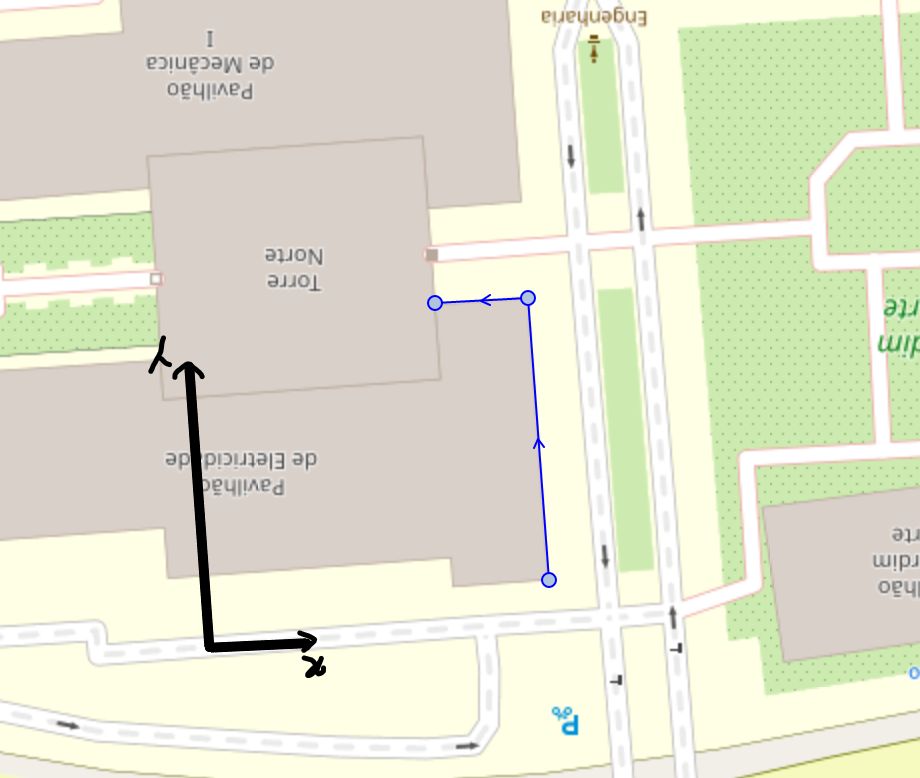 Engenharia
Pavilhão
de Mecânica
I
Torre
Norte
Pavilhão
de Eletricidade
y
x
P